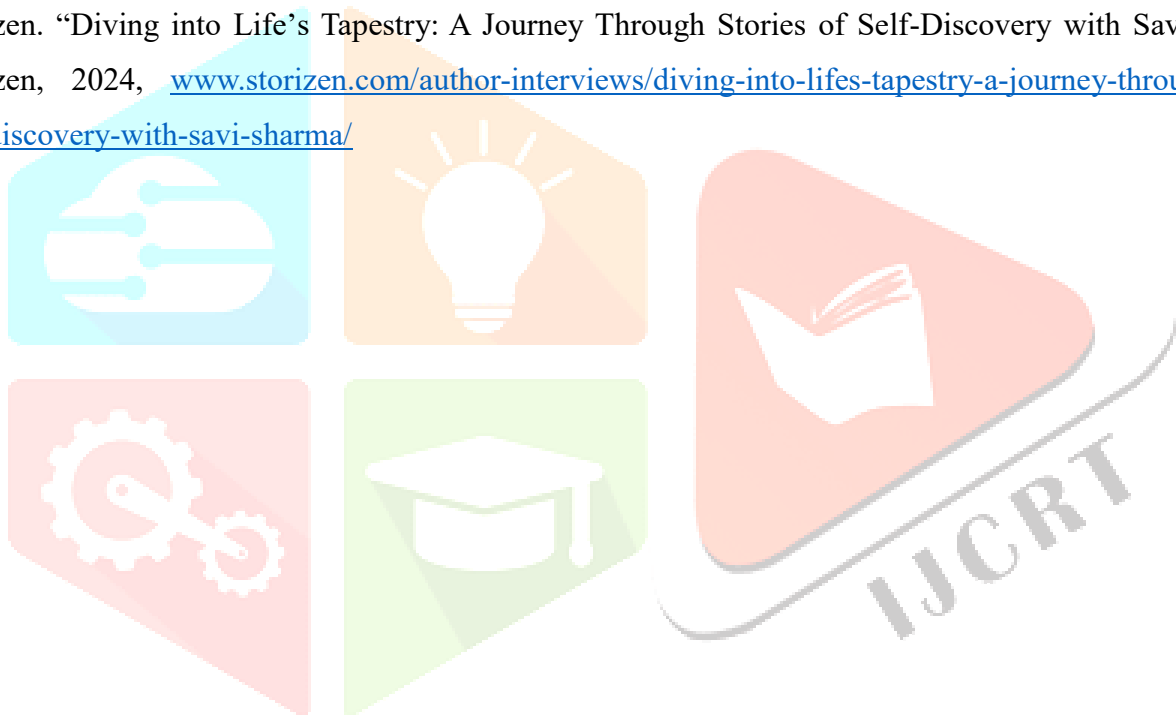 zen. “Diving into Life’s Tapestry: A Journey Through Stories of Self-Discovery with Sav
zen, 2024, www.storizen.com/author-interviews/diving-into-lifes-tapestry-a-journey-throu
discovery-with-savi-sharma/
IJCRT